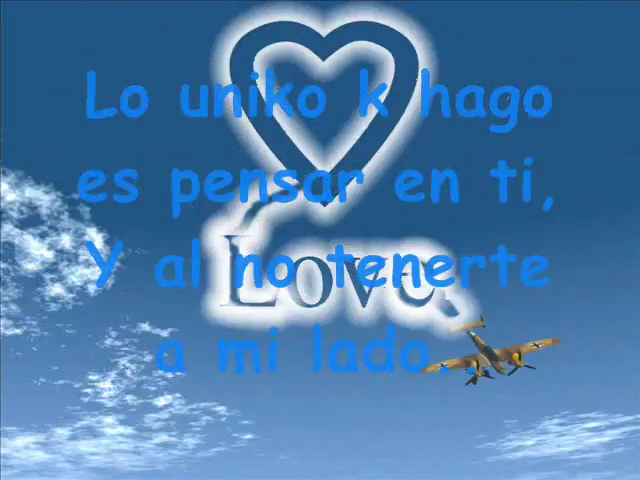 Lo uniko k hago
es pensar en ti,
Y al no tenerte
Love
a mi lado..